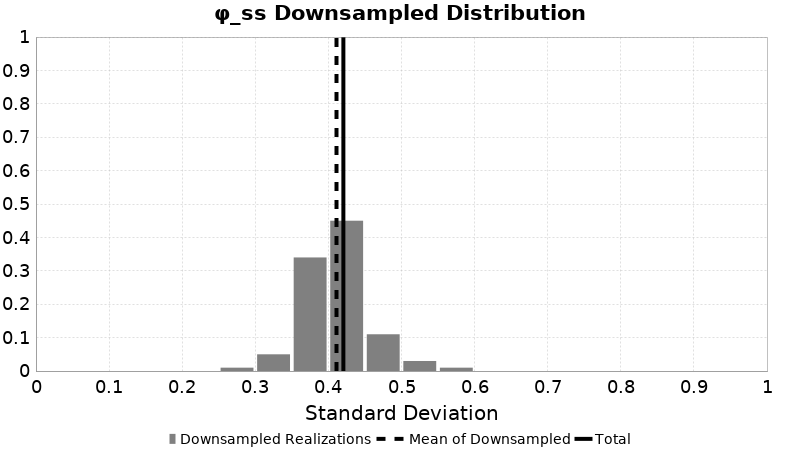 φ_ss Downsampled Distribution
1
0.9
0.8
0.7
0.6
0.5
0.4
0.3
0.2
0.1
0
0 0.1 0.2 0.3 0.4 0.5 0.6 0.7 0.8 0.9 1
Standard Deviation
Downsampled Realizations Mean of Downsampled Total